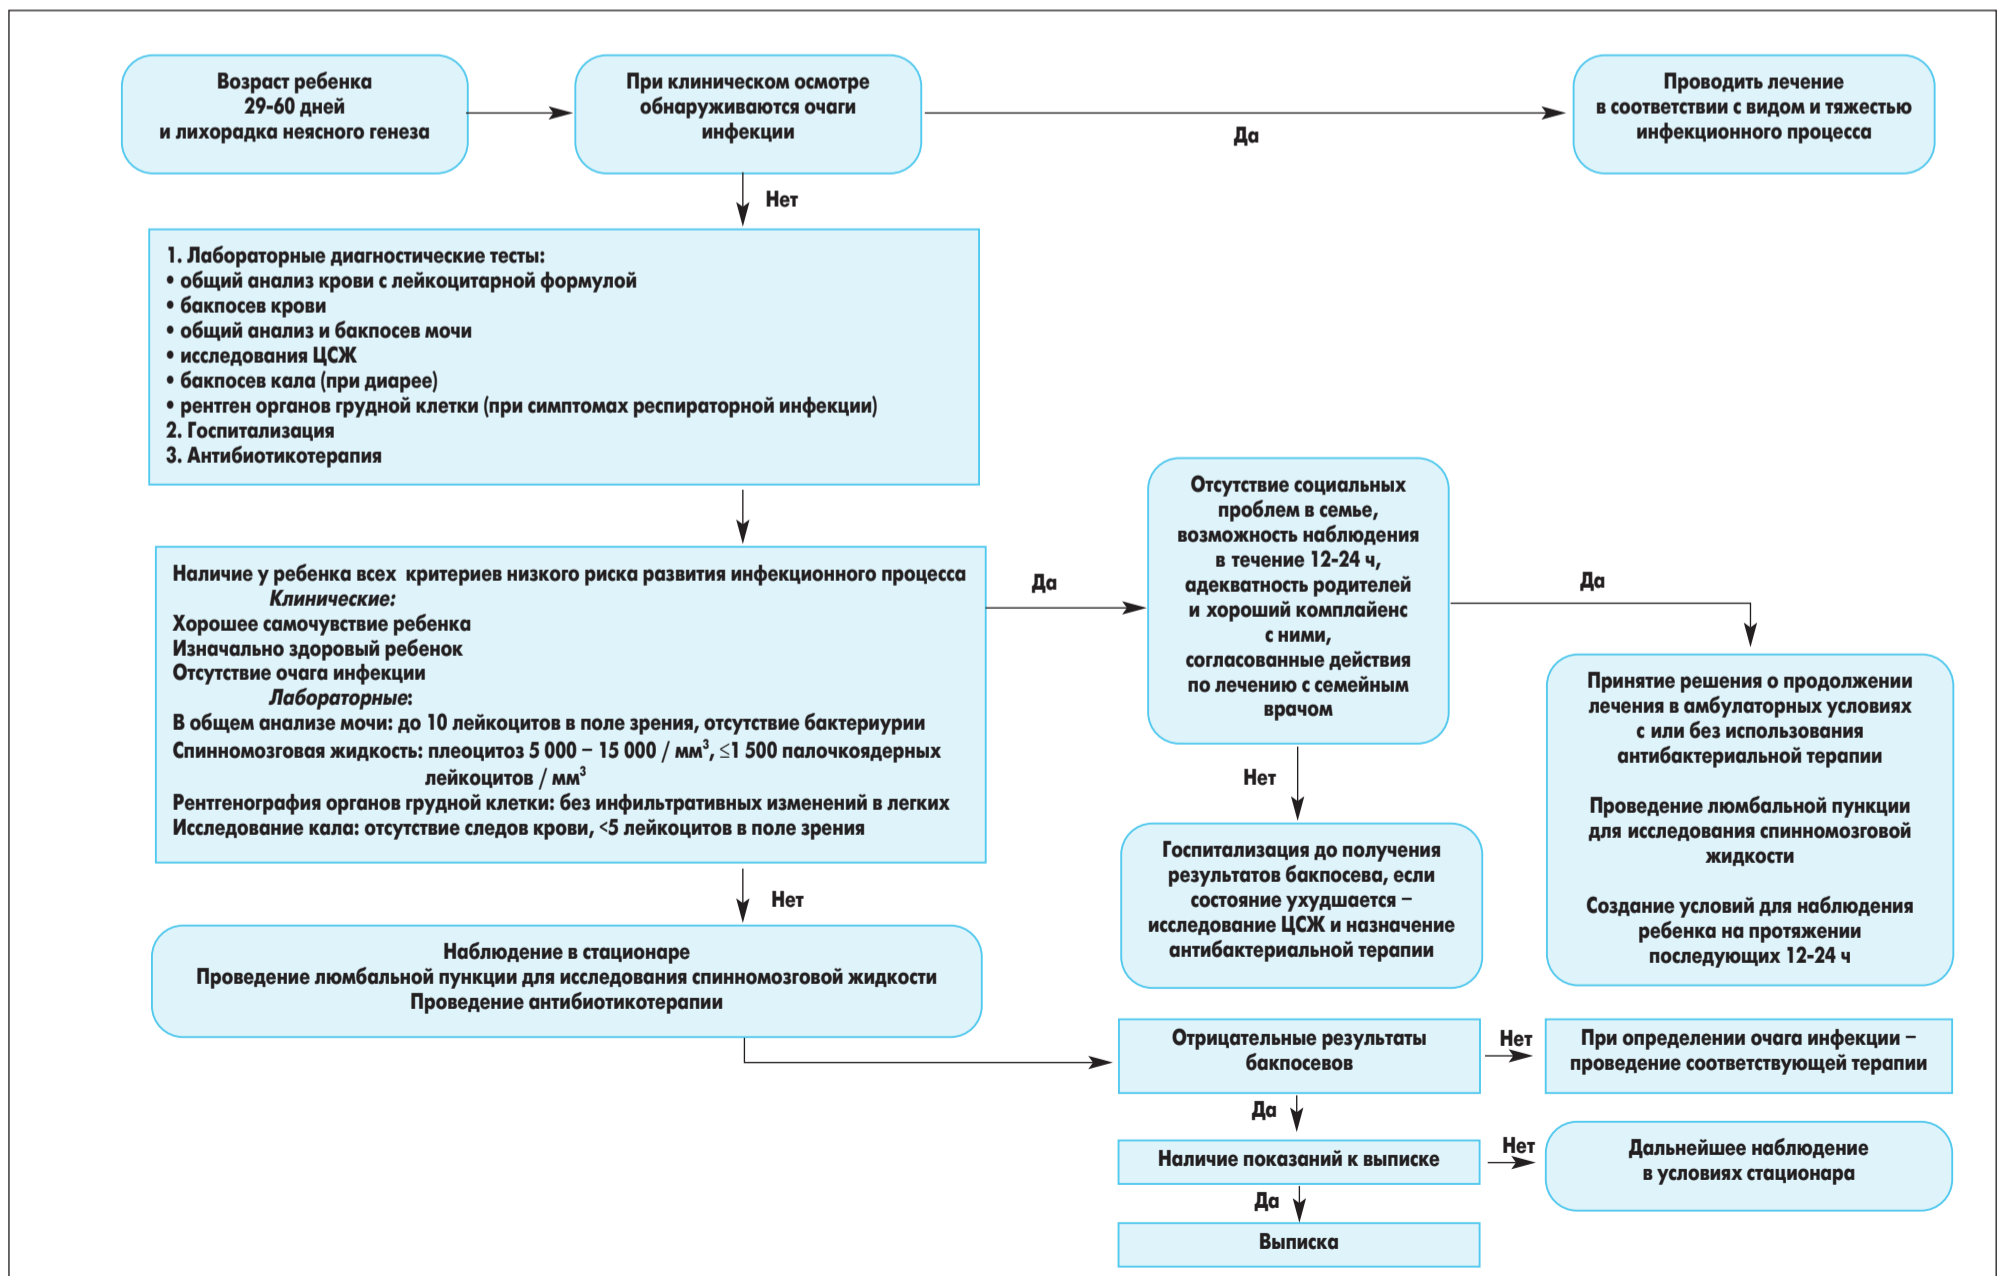 Возраст ребенка
29-60 дней
и лихорадка неясного генеза
При клиническом осмотре
обнаруживаются очаги
инфекции
Да
Проводить лечение
в соответствии с видом и тяжестью
инфекционного процесса
Нет
1. Лабораторные диагностические тесты:
• общий анализ крови с лейкоцитарной формулой
• бакпосев крови
• общий анализ и бакпосев мочи
• исследования ЦСЖ
• бакпосев кала (при диарее)
• рентген органов грудной клетки (при симптомах респираторной инфекции)
2. Госпитализация
3. Антибиотикотерапия
Наличие у ребенка всех критериев низкого риска развития инфекционного процесса
Клинические:
Хорошее самочувствие ребенка
Изначально здоровый ребенок
Отсутствие очага инфекции
Лабораторные:
В общем анализе мочи: до 10 лейкоцитов в поле зрения, отсутствие бактериурии
Спинномозговая жидкость: плеоцитоз 5 000 – 15 000 / мм³, ≤1 500 палочкоядерных
лейкоцитов / мм³
Рентгенография органов грудной клетки: без инфильтративных изменений в легких
Исследование кала: отсутствие следов крови, <5 лейкоцитов в поле зрения
Да
Отсутствие социальных
проблем в семье,
возможность наблюдения
в течение 12-24 ч,
адекватность родителей
и хороший комплайенс
с ними,
согласованные действия
по лечению с семейным
врачом
Да
Принятие решения о продолжении
лечения в амбулаторных условиях
с или без использования
антибактериальной терапии
Проведение люмбальной пункции
для исследования спинномозговой
жидкости
Создание условий для наблюдения
ребенка на протяжении
последующих 12-24 ч
Нет
Госпитализация до получения
результатов бакпосева, если
состояние ухудшается –
исследование ЦСЖ и назначение
антибактериальной терапии
Нет
Наблюдение в стационаре
Проведение люмбальной пункции для исследования спинномозговой жидкости
Проведение антибиотикотерапии
Отрицательные результаты
бакпосевов
Нет
При определении очага инфекции –
проведение соответствующей терапии
Да
Наличие показаний к выписке
Нет
Дальнейшее наблюдение
в условиях стационара
Да
Выписка